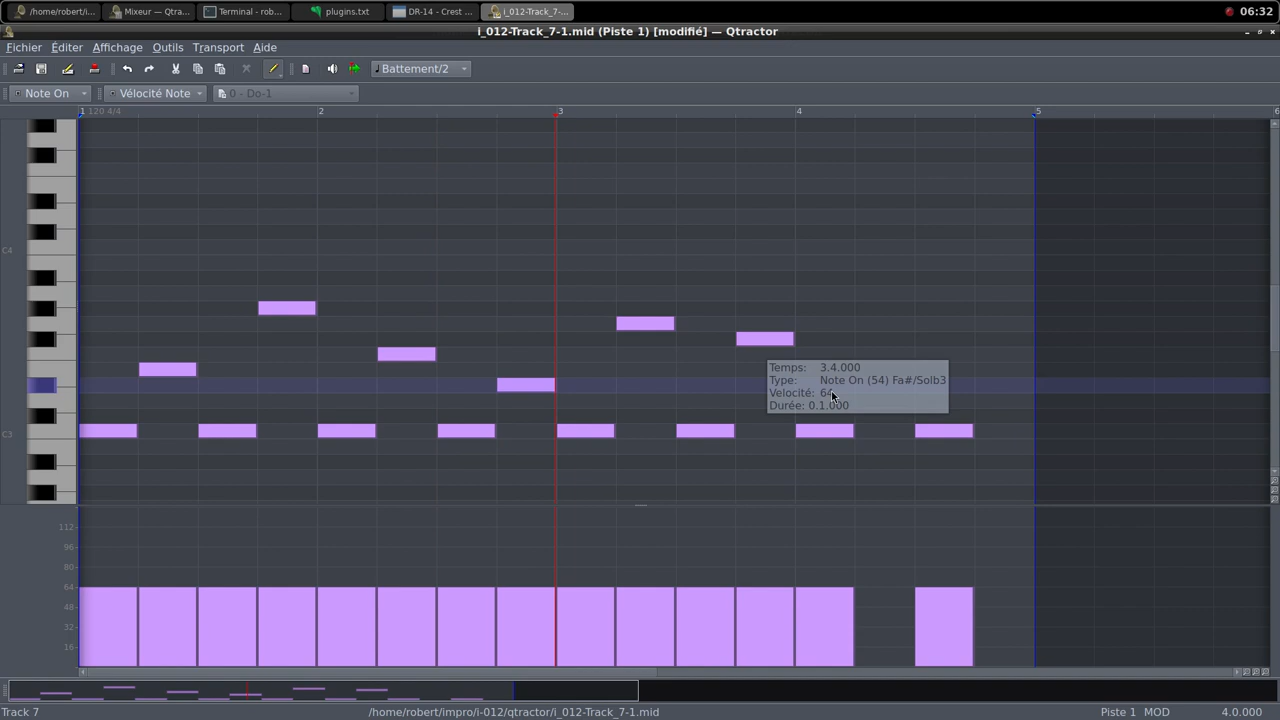 /home/robert/i... Mixeur — Qtra... Terminal - rob... plugins.txt DR-14 - Crest ... i_012-Track_7-... 06:32
i_012-Track_7-1.mid (Piste 1) [modifié] — Qtractor
Fichier Éditer Affichage Outils Transport Aide
Battement/2
Note On Vélocité Note 0 - Do-1
1 120 4/4 2 3 4 5 6
C4
Temps: 3.4.000
Type: Note On (54) Fa#/Solb3
Velocité: 64
Durée: 0.1.000
C3
112
96
80
64
48
32
16
Track 7 /home/robert/impro/i-012/qtractor/i_012-Track_7-1.mid Piste 1 MOD 4.0.000